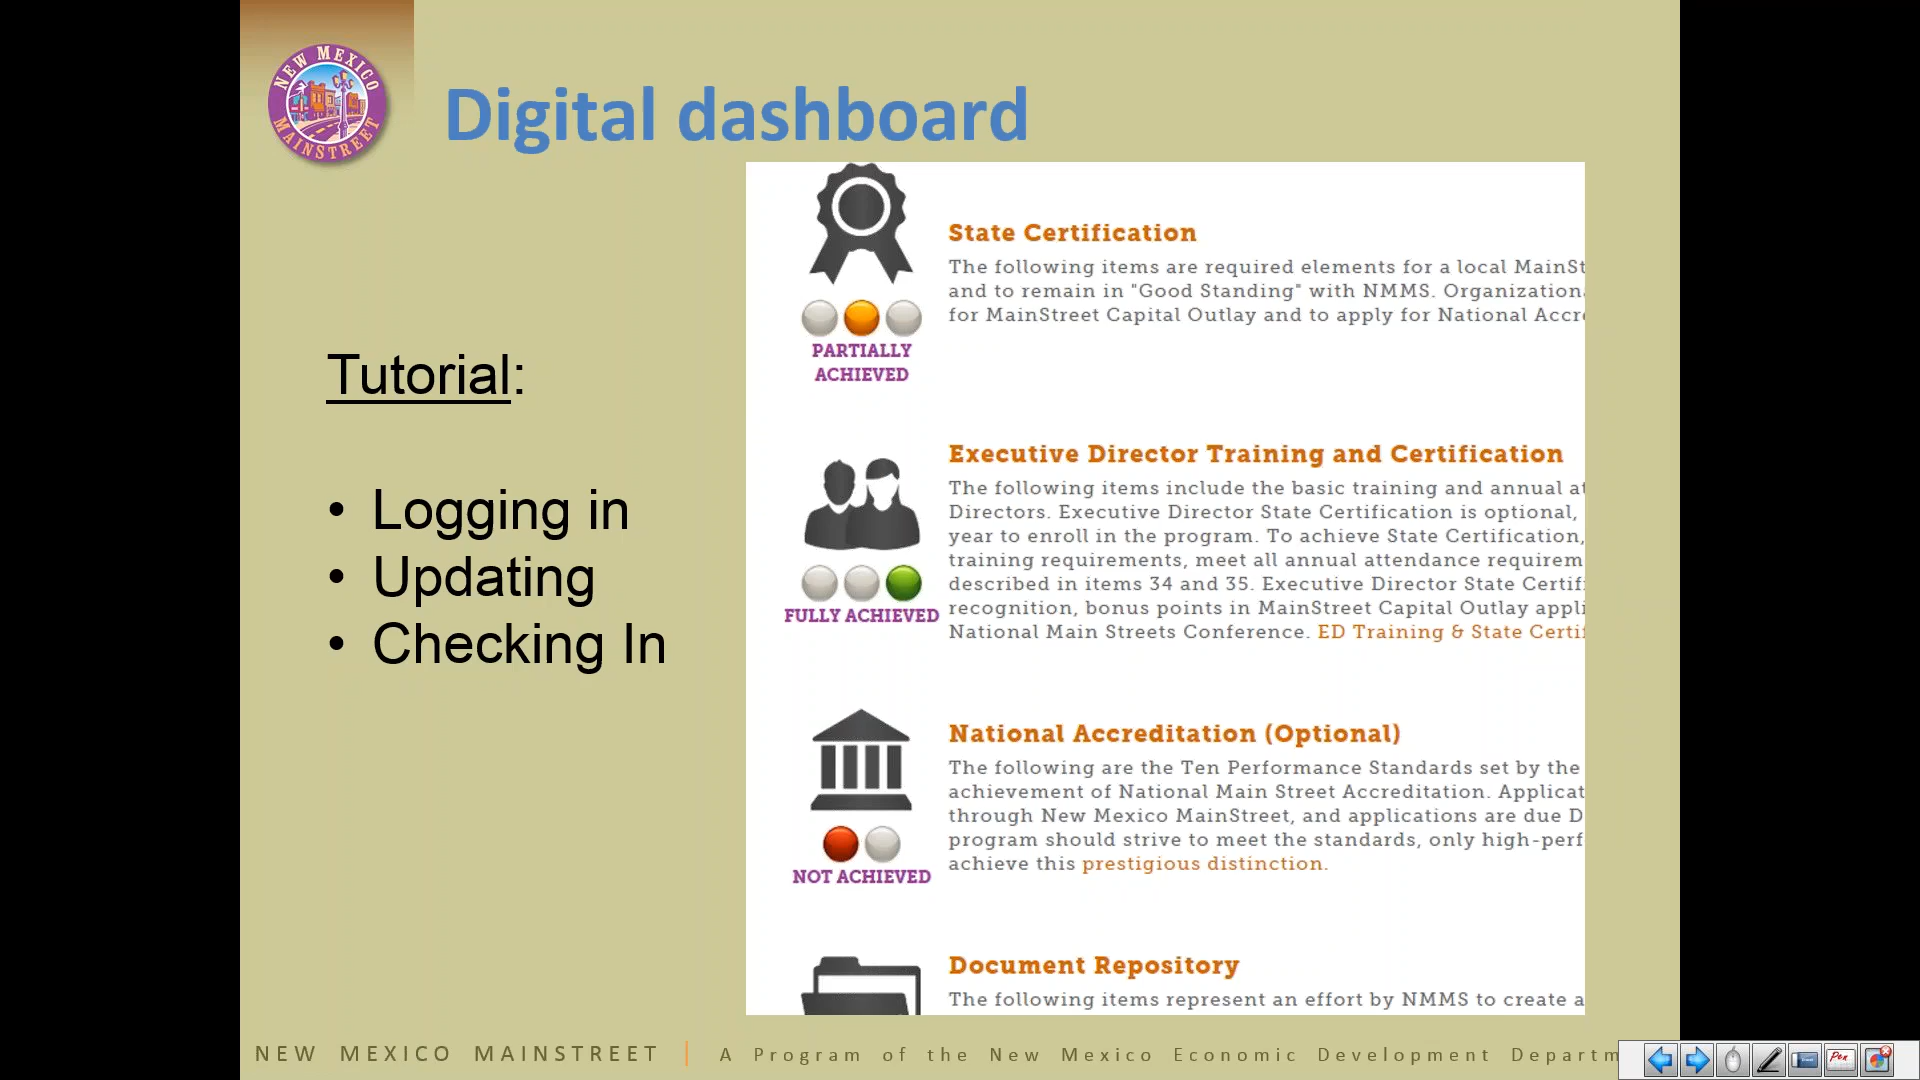 NEW MEXICO
MAINSTREET
Digital dashboard
Tutorial:
• Logging in
• Updating
• Checking In
State Certification
The following items are required elements for a local MainSt
and to remain in "Good Standing" with NMMS. Organization
for MainStreet Capital Outlay and to apply for National Accre
PARTIALLY
ACHIEVED
Executive Director Training and Certification
The following items include the basic training and annual at
Directors. Executive Director State Certification is optional,
year to enroll in the program. To achieve State Certification,
training requirements, meet all annual attendance requirem
described in items 34 and 35. Executive Director State Certif
recognition, bonus points in MainStreet Capital Outlay appli
National Main Streets Conference. ED Training & State Certif
FULLY ACHIEVED
National Accreditation (Optional)
The following are the Ten Performance Standards set by the
achievement of National Main Street Accreditation. Applicat
through New Mexico MainStreet, and applications are due D
program should strive to meet the standards, only high-perf
achieve this prestigious distinction.
NOT ACHIEVED
Document Repository
The following items represent an effort by NMMS to create a
NEW MEXICO MAINSTREET | A Program of the New Mexico Economic Development Departm
Pen